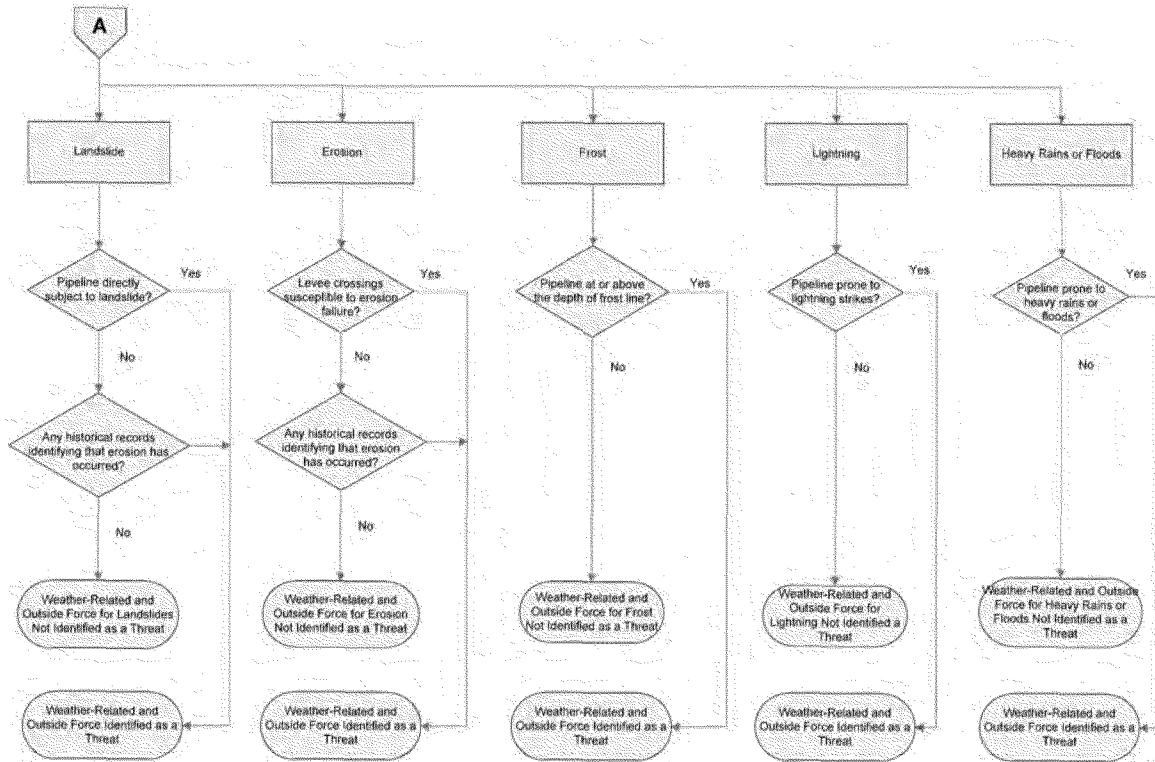 A
Landslide
Erosion
Frost
Lightning
Heavy Rains or Floods
Pipeline directly
subject to landslide?
Yes
Levee crossings
susceptible to erosion
failure?
Yes
Pipeline at or above
the depth of frost line?
Yes
Pipeline prone to
lightning strikes?
Yes
Pipeline prone to
heavy rains or
floods?
Yes
No
No
No
No
No
Any historical records
identifying that erosion has
occurred?
Any historical records
identifying that erosion
has occurred?
No
No
Weather-Related and
Outside Force for Landslides
Not Identified as a Threat
Weather-Related and
Outside Force for Erosion
Not Identified as a Threat
Weather-Related and
Outside Force for Frost
Not Identified as a Threat
Weather-Related and
Outside Force for
Lightning Not Identified a
Threat
Weather-Related and Outside
Force for Heavy Rains or
Floods Not Identified as a
Threat
Weather-Related and
Outside Force Identified as a
Threat
Weather-Related and
Outside Force Identified as a
Threat
Weather-Related and
Outside Force Identified as a
Threat
Weather-Related and
Outside Force Identified as a
Threat
Weather-Related and
Outside Force Identified as a
Threat